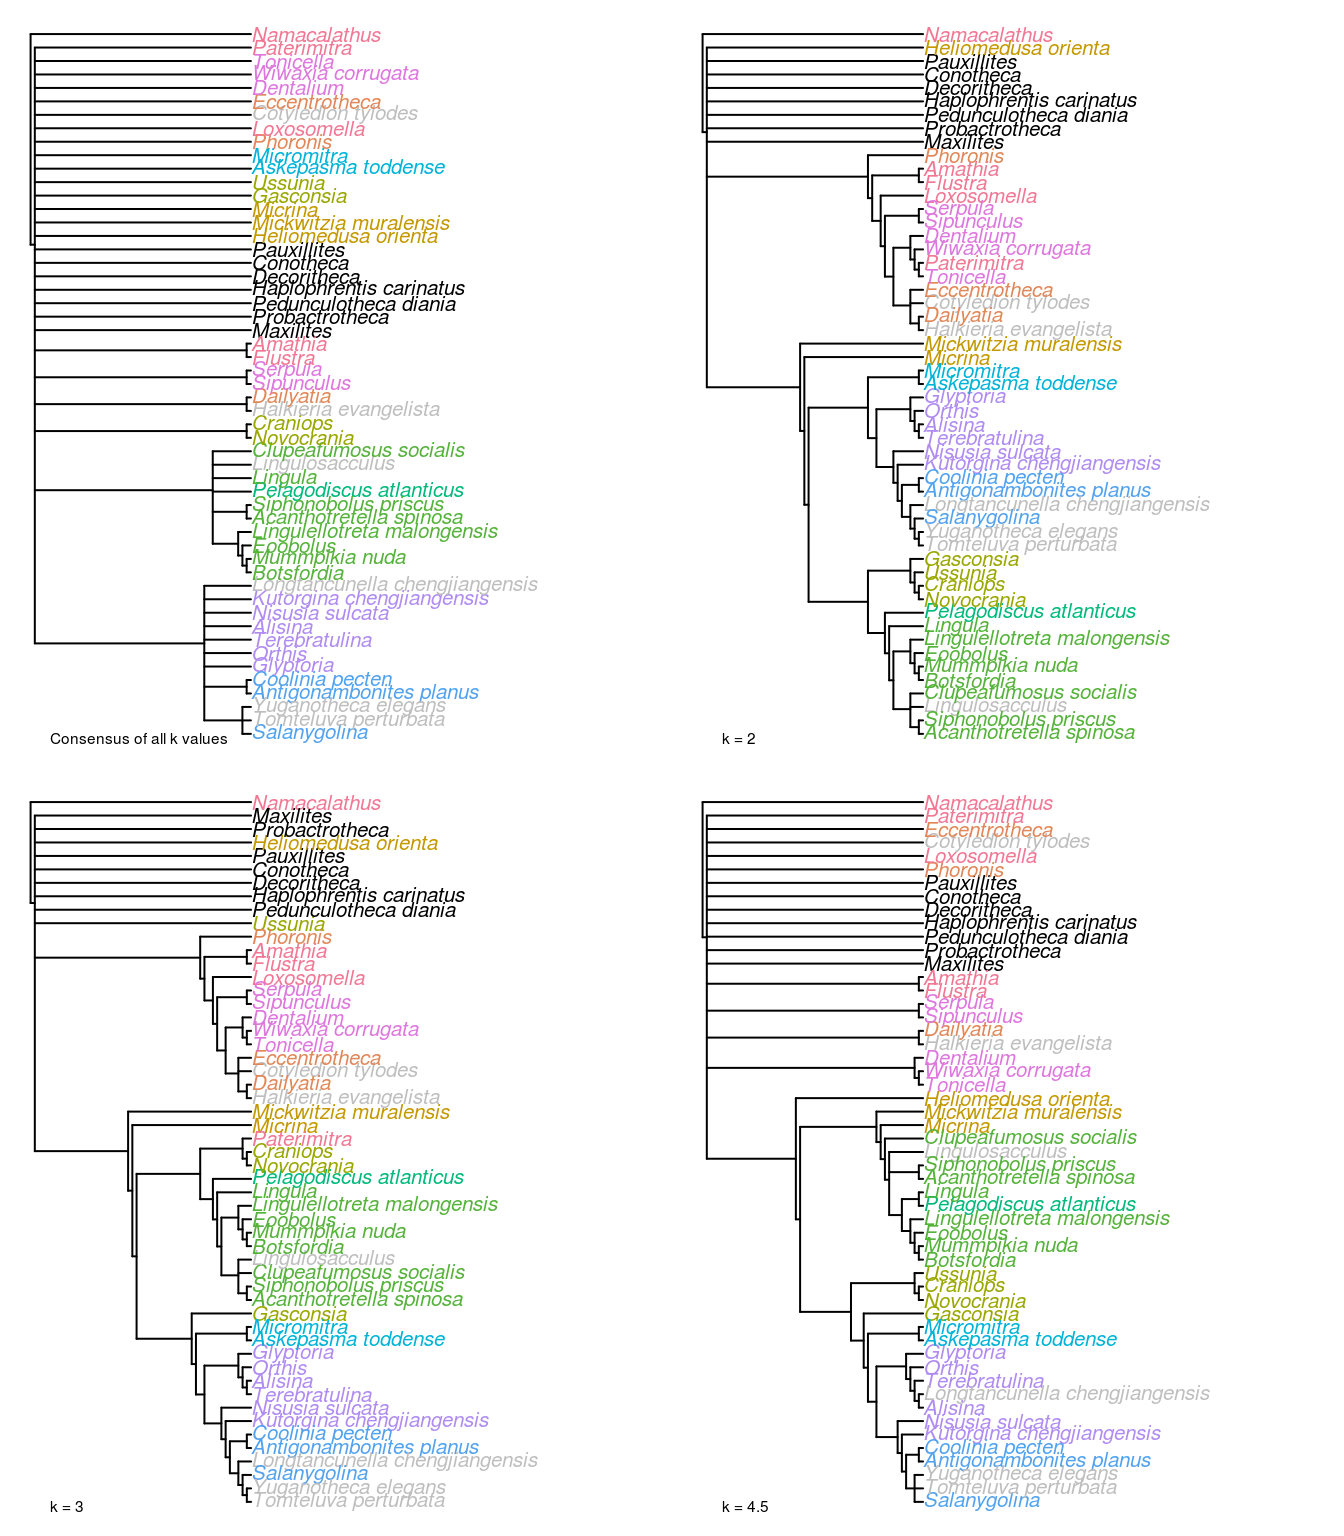 Namacalathus
Paterimitra
Tonicella
Wiwaxia corrugata
Dentalium
Eccentrotheca
Cotyledion tylodes
Loxosomella
Phoronis
Micromitra
Askepasma toddense
Ussunia
Gasconsia
Micrina
Mickwitzia muralensis
Heliomedusa orienta
Pauxillites
Conotheca
Decoritheca
Haplophrentis carinatus
Pedunculotheca diania
Probactrotheca
Maxilites
Amathia
Flustra
Serpula
Sipunculus
Dailyatia
Halkieria evangelista
Craniops
Novocrania
Clupeafumosus socialis
Lingulosacculus
Lingula
Pelagodiscus atlanticus
Siphonobolus priscus
Acanthotretella spinosa
Lingulellotreta malongensis
Eoobolus
Mummpikia nuda
Botsfordia
Longtancunella chengjiangensis
Kutorgina chengjiangensis
Nisusia sulcata
Alisina
Terebratulina
Orthis
Glyptoria
Coolinia pecten
Antigonambonites planus
Yuganotheca elegans
Tomteluva perturbata
Salanygolina
Consensus of all k values
Namacalathus
Heliomedusa orienta
Pauxillites
Conotheca
Decoritheca
Haplophrentis carinatus
Pedunculotheca diania
Probactrotheca
Maxilites
Phoronis
Amathia
Flustra
Loxosomella
Serpula
Sipunculus
Dentalium
Wiwaxia corrugata
Paterimitra
Tonicella
Eccentrotheca
Cotyledion tylodes
Dailyatia
Halkieria evangelista
Mickwitzia muralensis
Micrina
Micromitra
Askepasma toddense
Glyptoria
Orthis
Alisina
Terebratulina
Nisusia sulcata
Kutorgina chengjiangensis
Coolinia pecten
Antigonambonites planus
Longtancunella chengjiangensis
Salanygolina
Yuganotheca elegans
Tomteluva perturbata
Gasconsia
Ussunia
Craniops
Novocrania
Pelagodiscus atlanticus
Lingula
Lingulellotreta malongensis
Eoobolus
Mummpikia nuda
Botsfordia
Clupeafumosus socialis
Lingulosacculus
Siphonobolus priscus
Acanthotretella spinosa
k = 2
Namacalathus
Maxilites
Probactrotheca
Heliomedusa orienta
Pauxillites
Conotheca
Decoritheca
Haplophrentis carinatus
Pedunculotheca diania
Ussunia
Phoronis
Amathia
Flustra
Loxosomella
Serpula
Sipunculus
Dentalium
Wiwaxia corrugata
Tonicella
Eccentrotheca
Cotyledion tylodes
Dailyatia
Halkieria evangelista
Mickwitzia muralensis
Micrina
Paterimitra
Craniops
Novocrania
Pelagodiscus atlanticus
Lingula
Lingulellotreta malongensis
Eoobolus
Mummpikia nuda
Botsfordia
Lingulosacculus
Clupeafumosus socialis
Siphonobolus priscus
Acanthotretella spinosa
Gasconsia
Micromitra
Askepasma toddense
Glyptoria
Orthis
Alisina
Terebratulina
Nisusia sulcata
Kutorgina chengjiangensis
Coolinia pecten
Antigonambonites planus
Longtancunella chengjiangensis
Salanygolina
Yuganotheca elegans
Tomteluva perturbata
k = 3
Namacalathus
Paterimitra
Eccentrotheca
Cotyledion tylodes
Loxosomella
Phoronis
Pauxillites
Conotheca
Decoritheca
Haplophrentis carinatus
Pedunculotheca diania
Probactrotheca
Maxilites
Amathia
Flustra
Serpula
Sipunculus
Dailyatia
Halkieria evangelista
Dentalium
Wiwaxia corrugata
Tonicella
Heliomedusa orienta
Mickwitzia muralensis
Micrina
Clupeafumosus socialis
Lingulosacculus
Siphonobolus priscus
Acanthotretella spinosa
Lingula
Pelagodiscus atlanticus
Lingulellotreta malongensis
Eoobolus
Mummpikia nuda
Botsfordia
Ussunia
Craniops
Novocrania
Gasconsia
Micromitra
Askepasma toddense
Glyptoria
Orthis
Terebratulina
Longtancunella chengjiangensis
Alisina
Nisusia sulcata
Kutorgina chengjiangensis
Coolinia pecten
Antigonambonites planus
Yuganotheca elegans
Tomteluva perturbata
Salanygolina
k = 4.5